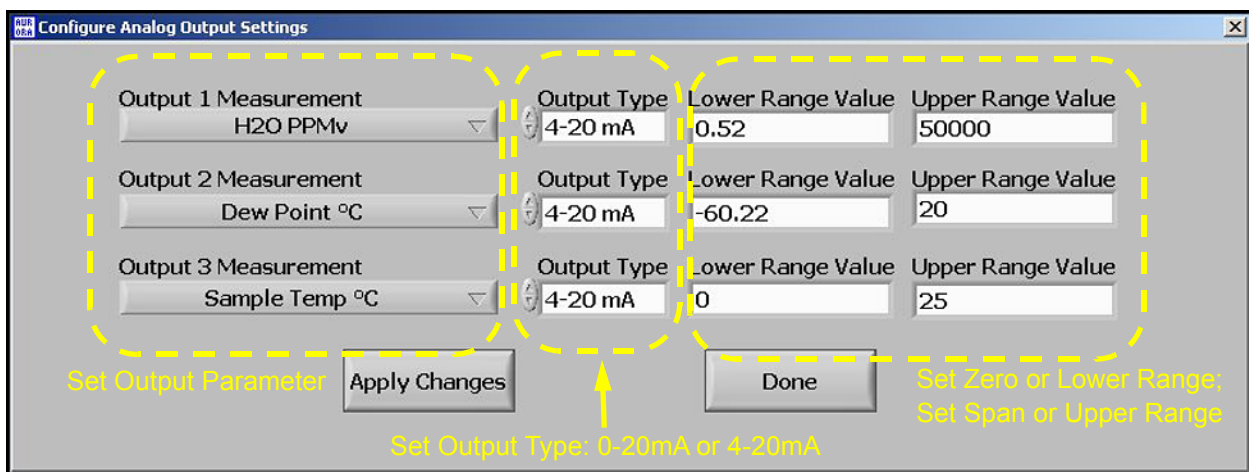 AUR
ORA
Configure Analog Output Settings
X
Output 1 Measurement Output Type Lower Range Value Upper Range Value
H2O PPMv 4-20 mA 0.52 50000
Output 2 Measurement Output Type Lower Range Value Upper Range Value
Dew Point ºC 4-20 mA -60.22 20
Output 3 Measurement Output Type Lower Range Value Upper Range Value
Sample Temp ºC 4-20 mA 0 25
Set Output Parameter Apply Changes Done Set Zero or Lower Range;
Set Span or Upper Range
Set Output Type: 0-20mA or 4-20mA